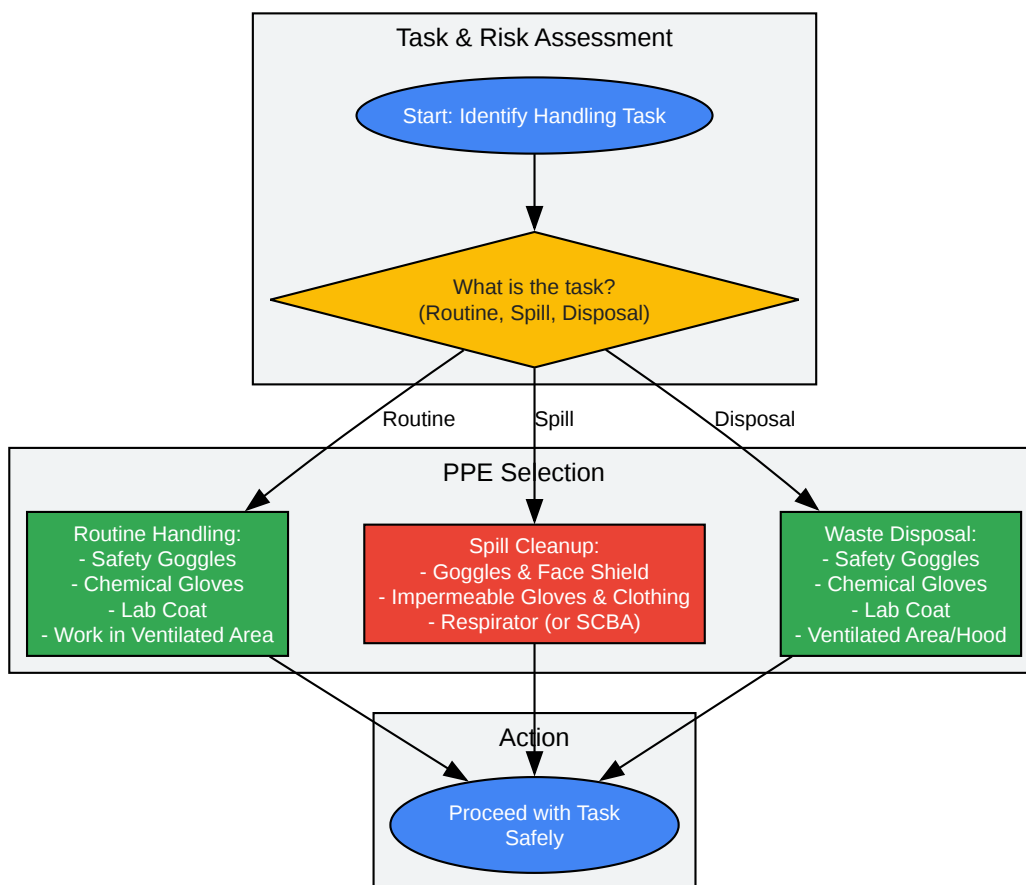 Task & Risk Assessment
Start: Identify Handling Task
What is the task?
(Routine, Spill, Disposal)
Routine
Spill
Disposal
PPE Selection
Routine Handling:
- Safety Goggles
- Chemical Gloves
- Lab Coat
- Work in Ventilated Area
Spill Cleanup:
- Goggles & Face Shield
- Impermeable Gloves & Clothing
- Respirator (or SCBA)
Waste Disposal:
- Safety Goggles
- Chemical Gloves
- Lab Coat
- Ventilated Area/Hood
Action
Proceed with Task
Safely